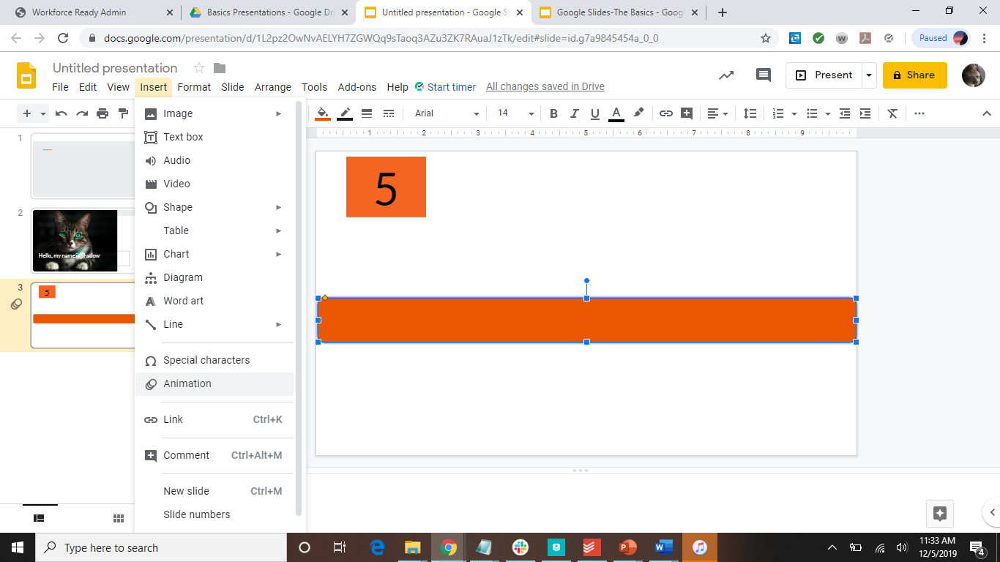 Workforce Ready Admin
Basics Presentations - Google Dri
Untitled presentation - Google Sl
Google Slides-The Basics - Googl
docs.google.com/presentation/d/1L2pz2OwNvAELYH7ZGWQq9sTaoq3AZu3ZK7RAuaJ1zTk/edit#slide=id.g7a9845454a_0_0
Paused
Untitled presentation
File Edit View Insert Format Slide Arrange Tools Add-ons Help Start timer All changes saved in Drive
Present
Share
Arial
14
B I U A
1 2 3 4 5 6 7 8 9
Image
Text box
Audio
Video
Shape
Table
Chart
Diagram
Word art
Line
Special characters
Animation
Link Ctrl+K
Comment Ctrl+Alt+M
New slide Ctrl+M
Slide numbers
1
2
Hello, my name is Shadow
3
5
5
Type here to search
11:33 AM
12/5/2019
4